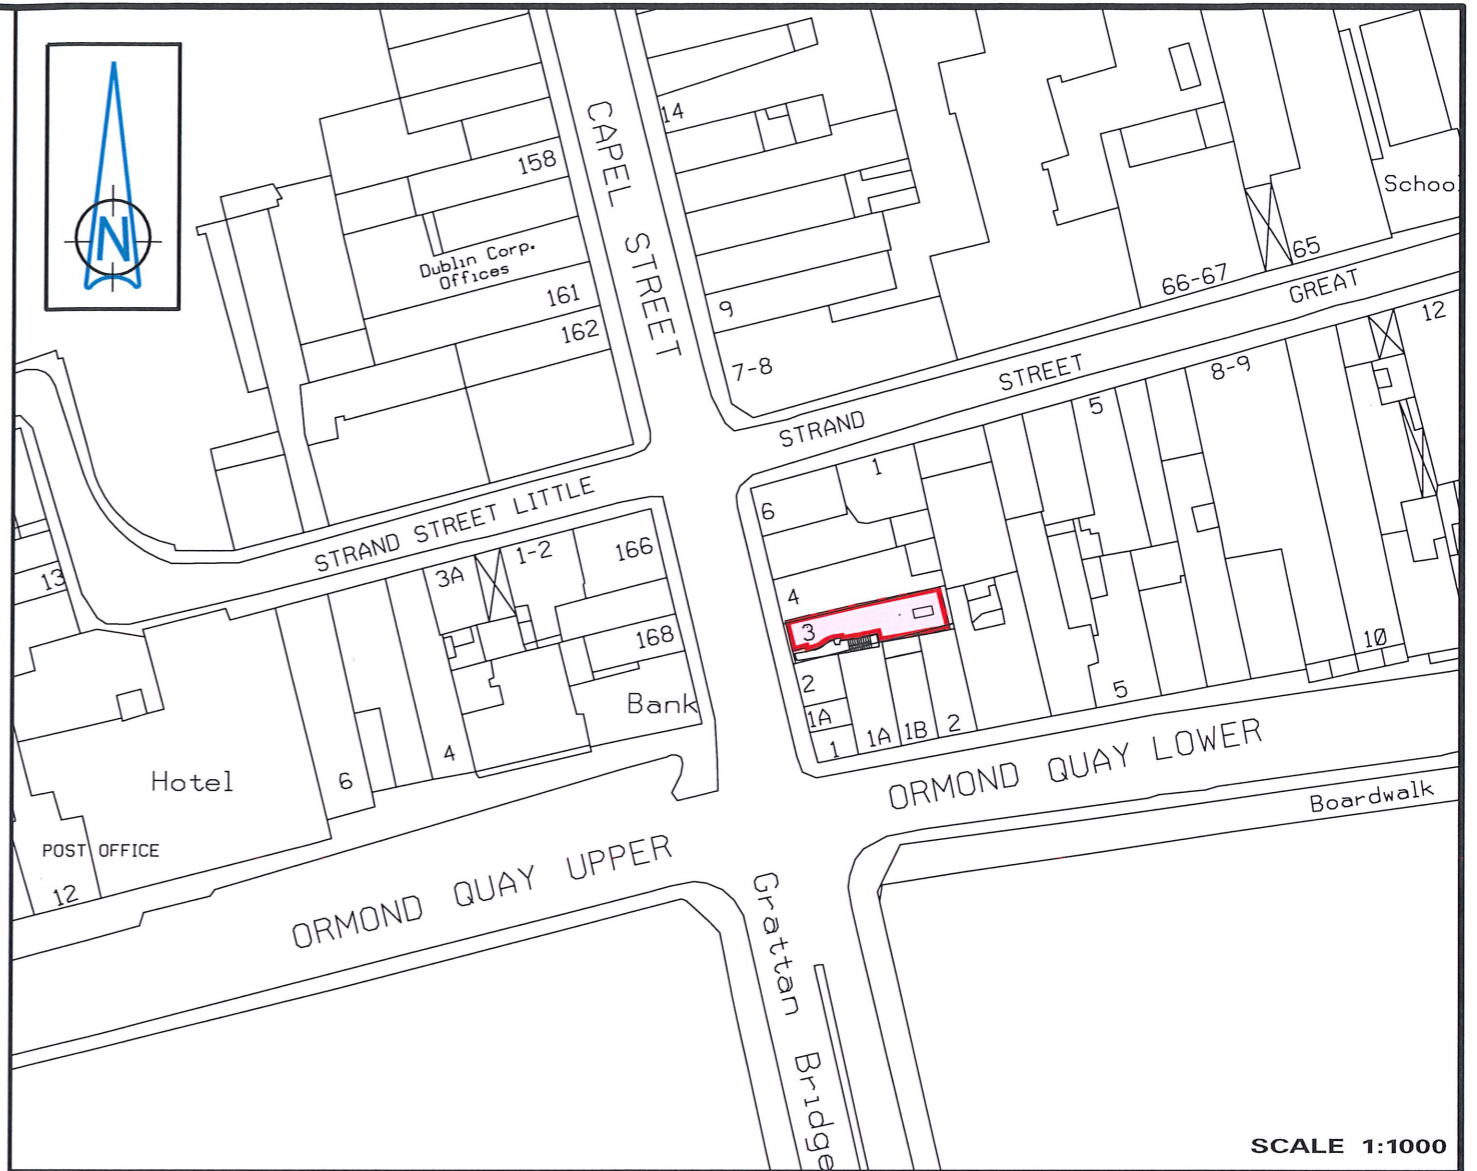 N
CAPEL STREET
14
158
Dublin Corp.
Offices
161
162
9
7-8
66-67
65
School
STRAND STREET GREAT
12
8-9
5
1
6
STRAND STREET LITTLE
13
3A
1-2
166
168
Bank
4
3
2
1A
1
1A
1B
2
5
10
Hotel
6
4
POST OFFICE
12
ORMOND QUAY UPPER
ORMOND QUAY LOWER
Boardwalk
Grattan Bridge
SCALE 1:1000